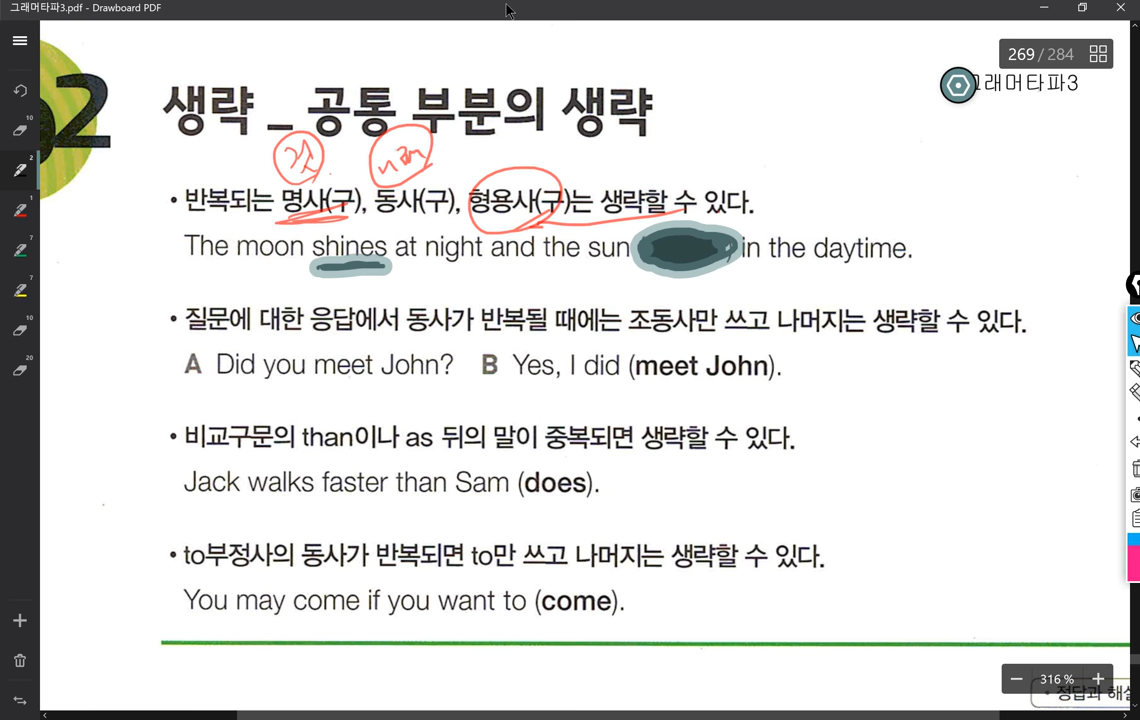 그래머타파3.pdf - Drawboard PDF
269 / 284
그래머타파3
02
생략 _ 공통 부분의 생략
것
• 반복되는 명사(구), 동사(구), 형용사(구)는 생략할 수 있다.
The moon shines at night and the sun in the daytime.
• 질문에 대한 응답에서 동사가 반복될 때에는 조동사만 쓰고 나머지는 생략할 수 있다.
A Did you meet John? B Yes, I did (meet John).
• 비교구문의 than이나 as 뒤의 말이 중복되면 생략할 수 있다.
Jack walks faster than Sam (does).
• to부정사의 동사가 반복되면 to만 쓰고 나머지는 생략할 수 있다.
You may come if you want to (come).
10
2
1
7
7
10
20
316 %
• 정답과 해설